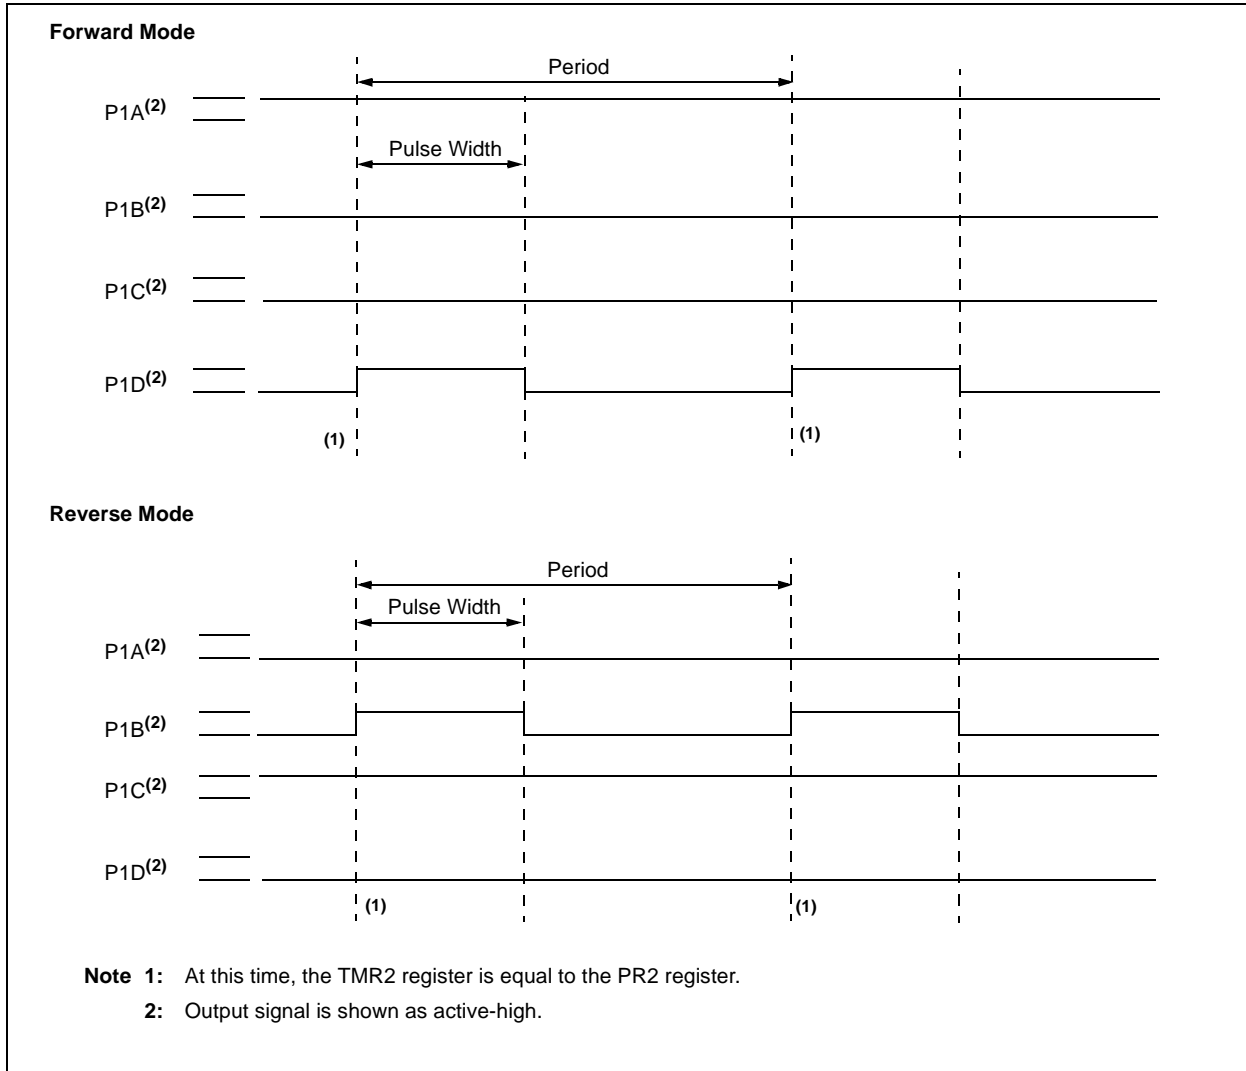 Forward Mode
Period
P1A(2)
Pulse Width
P1B(2)
P1C(2)
P1D(2)
(1)
(1)
Reverse Mode
Period
Pulse Width
P1A(2)
P1B(2)
P1C(2)
P1D(2)
(1)
(1)
Note 1: At this time, the TMR2 register is equal to the PR2 register.
2: Output signal is shown as active-high.